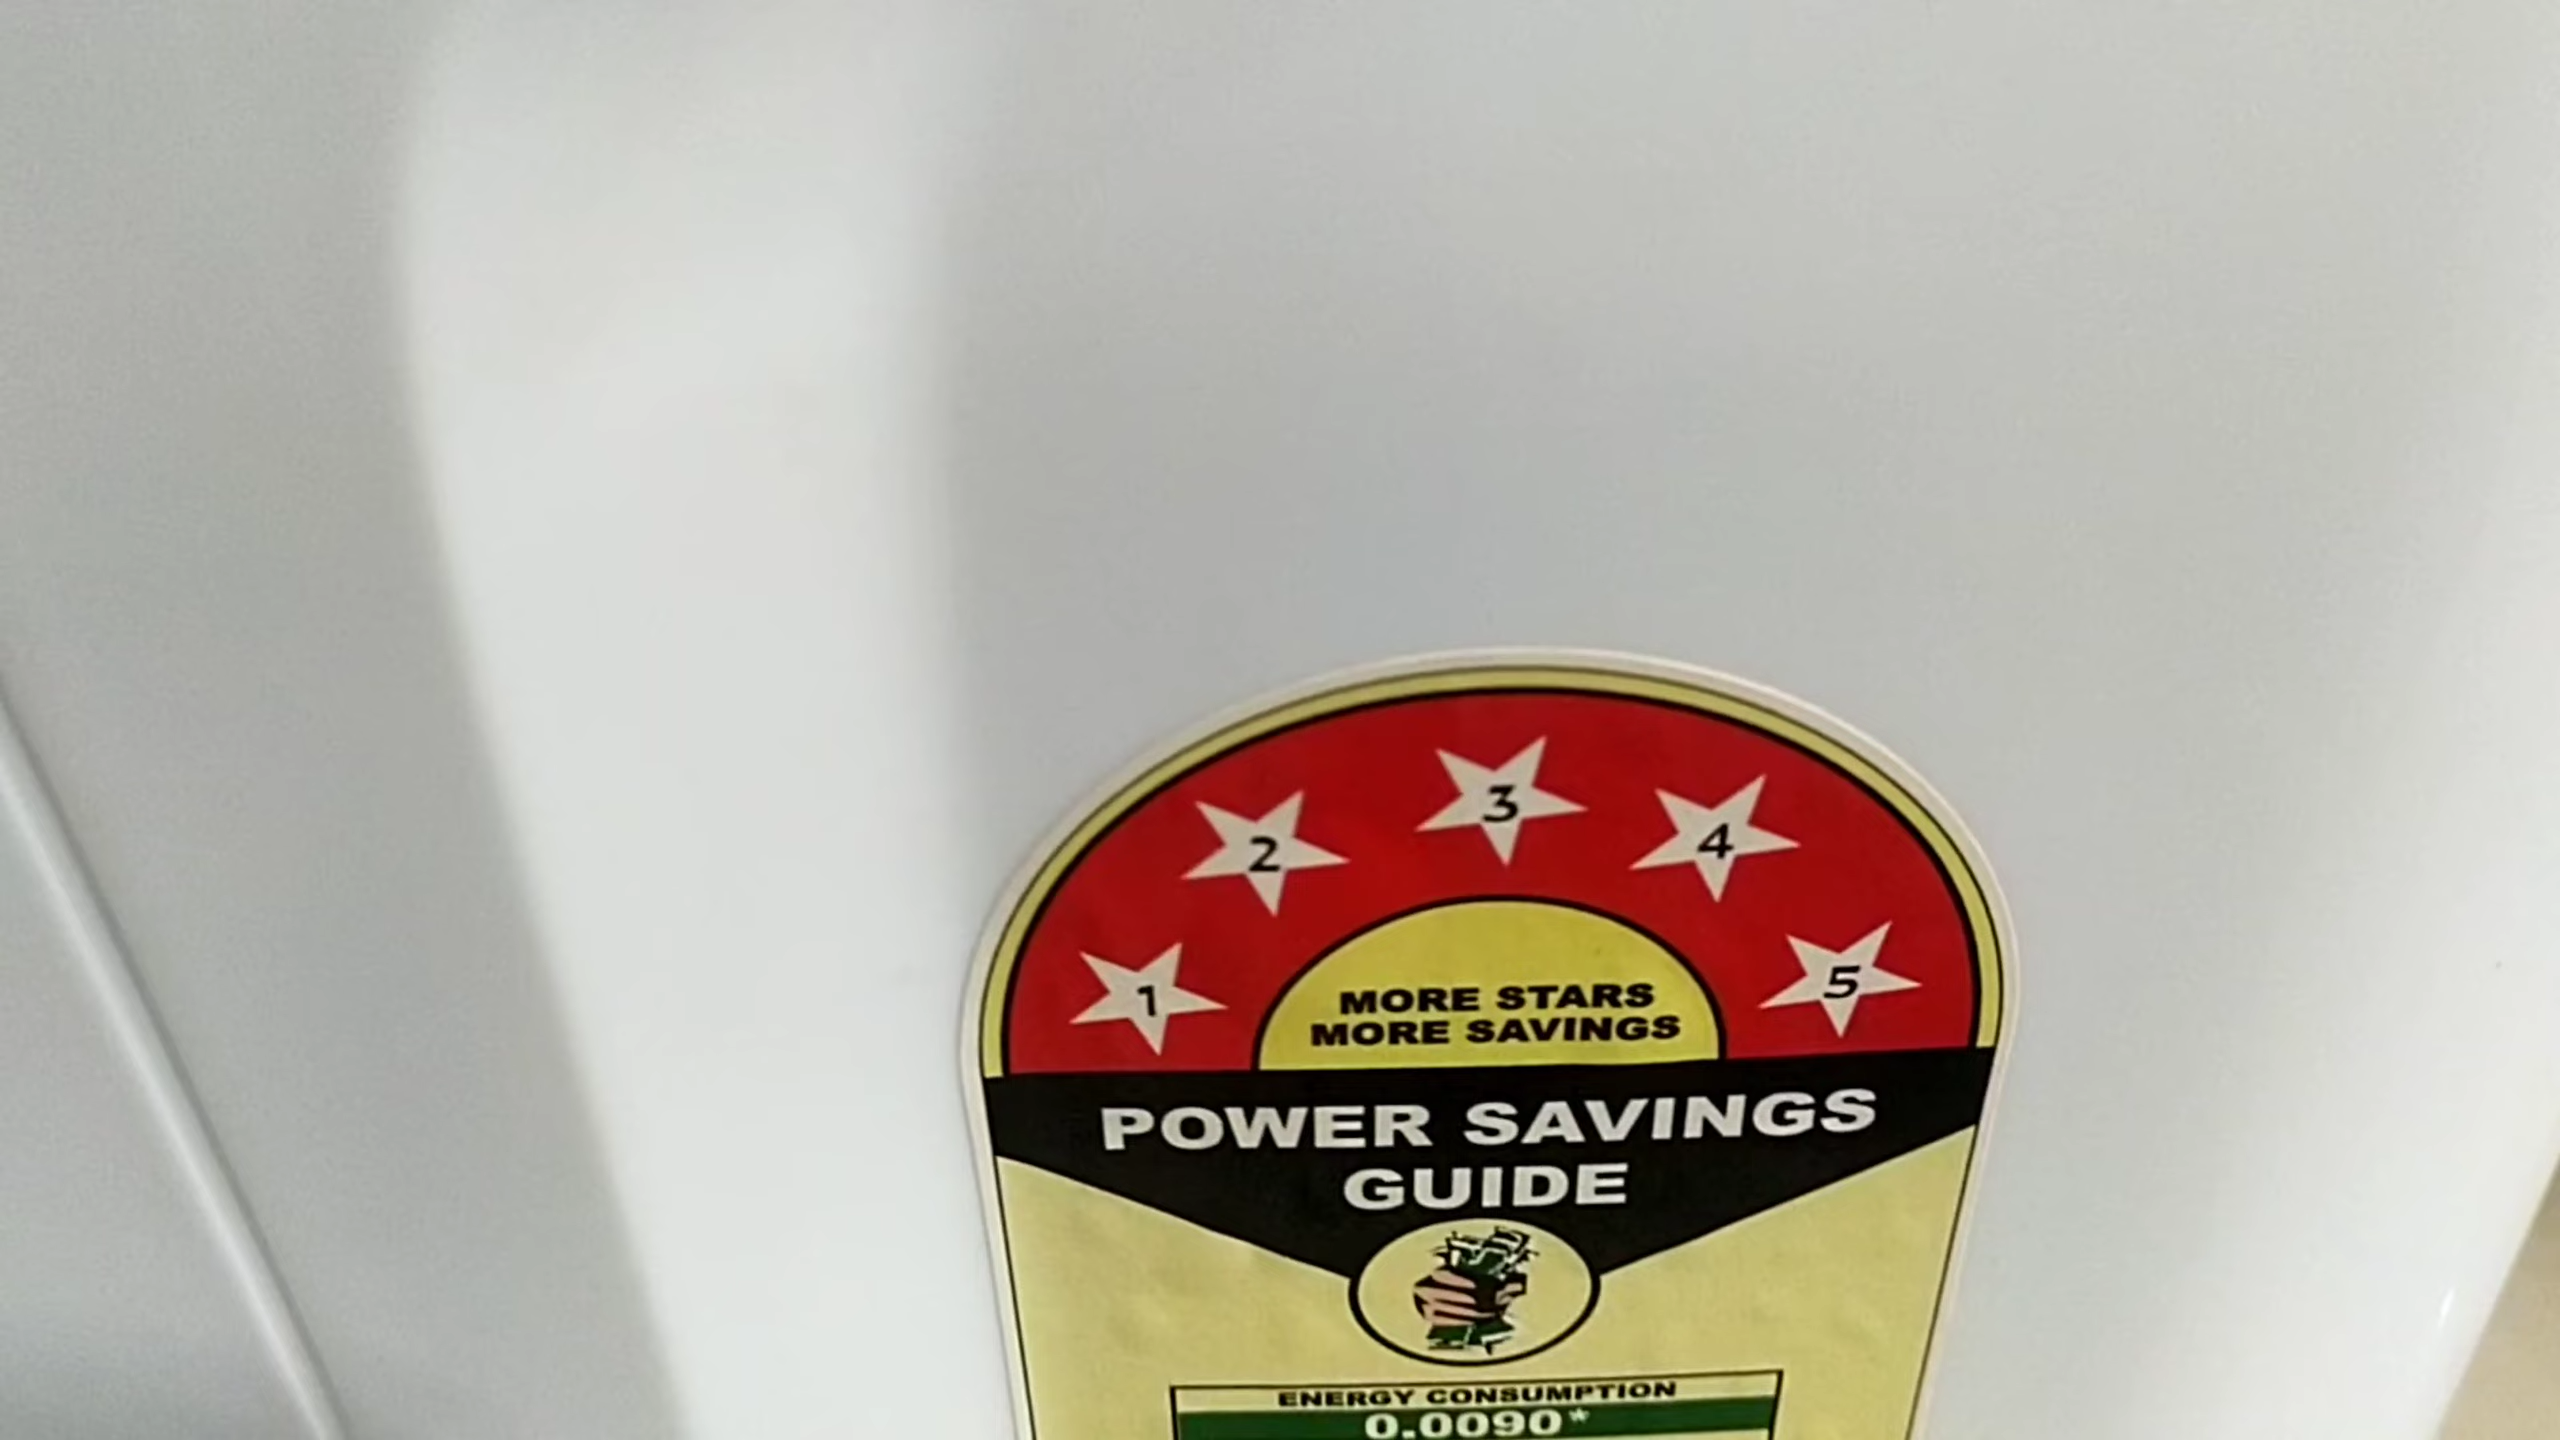 1
2
3
4
5
MORE STARS
MORE SAVINGS
POWER SAVINGS
GUIDE
ENERGY CONSUMPTION
0.0090*